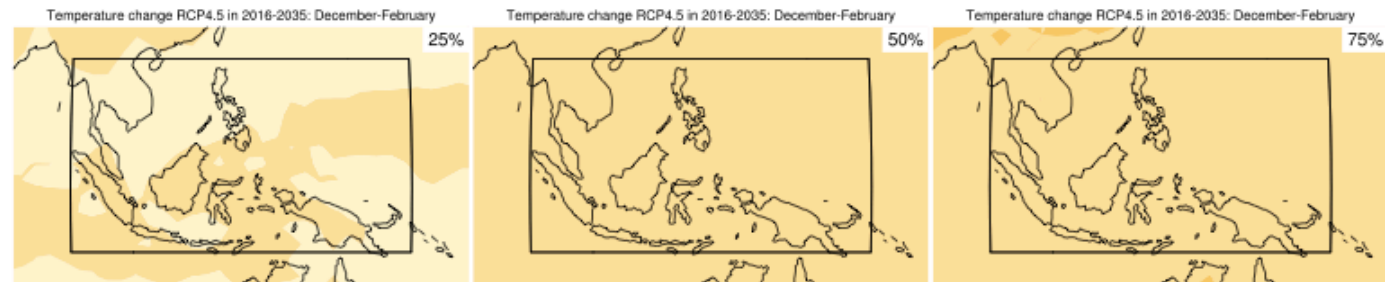 Temperature change RCP4.5 in 2016-2035: December-February
25%
Temperature change RCP4.5 in 2016-2035: December-February
50%
Temperature change RCP4.5 in 2016-2035: December-February
75%